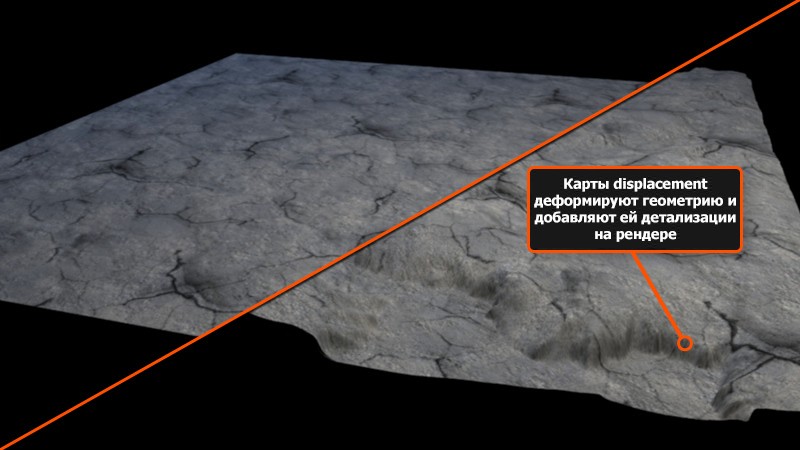 Карты displacement
деформируют геометрию и
добавляют ей детализации
на рендере